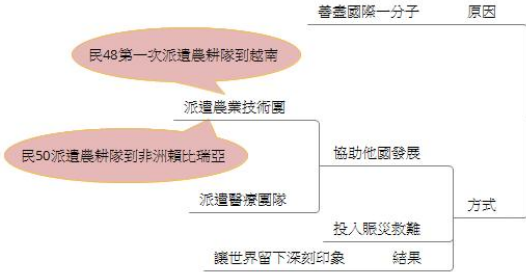 善盡國際一分子 原因
民48第一次派遣農耕隊到越南
派遣農業技術團
民50派遣農耕隊到非洲賴比瑞亞
協助他國發展
派遣醫療團隊
方式
投入賑災救難
讓世界留下深刻印象 結果